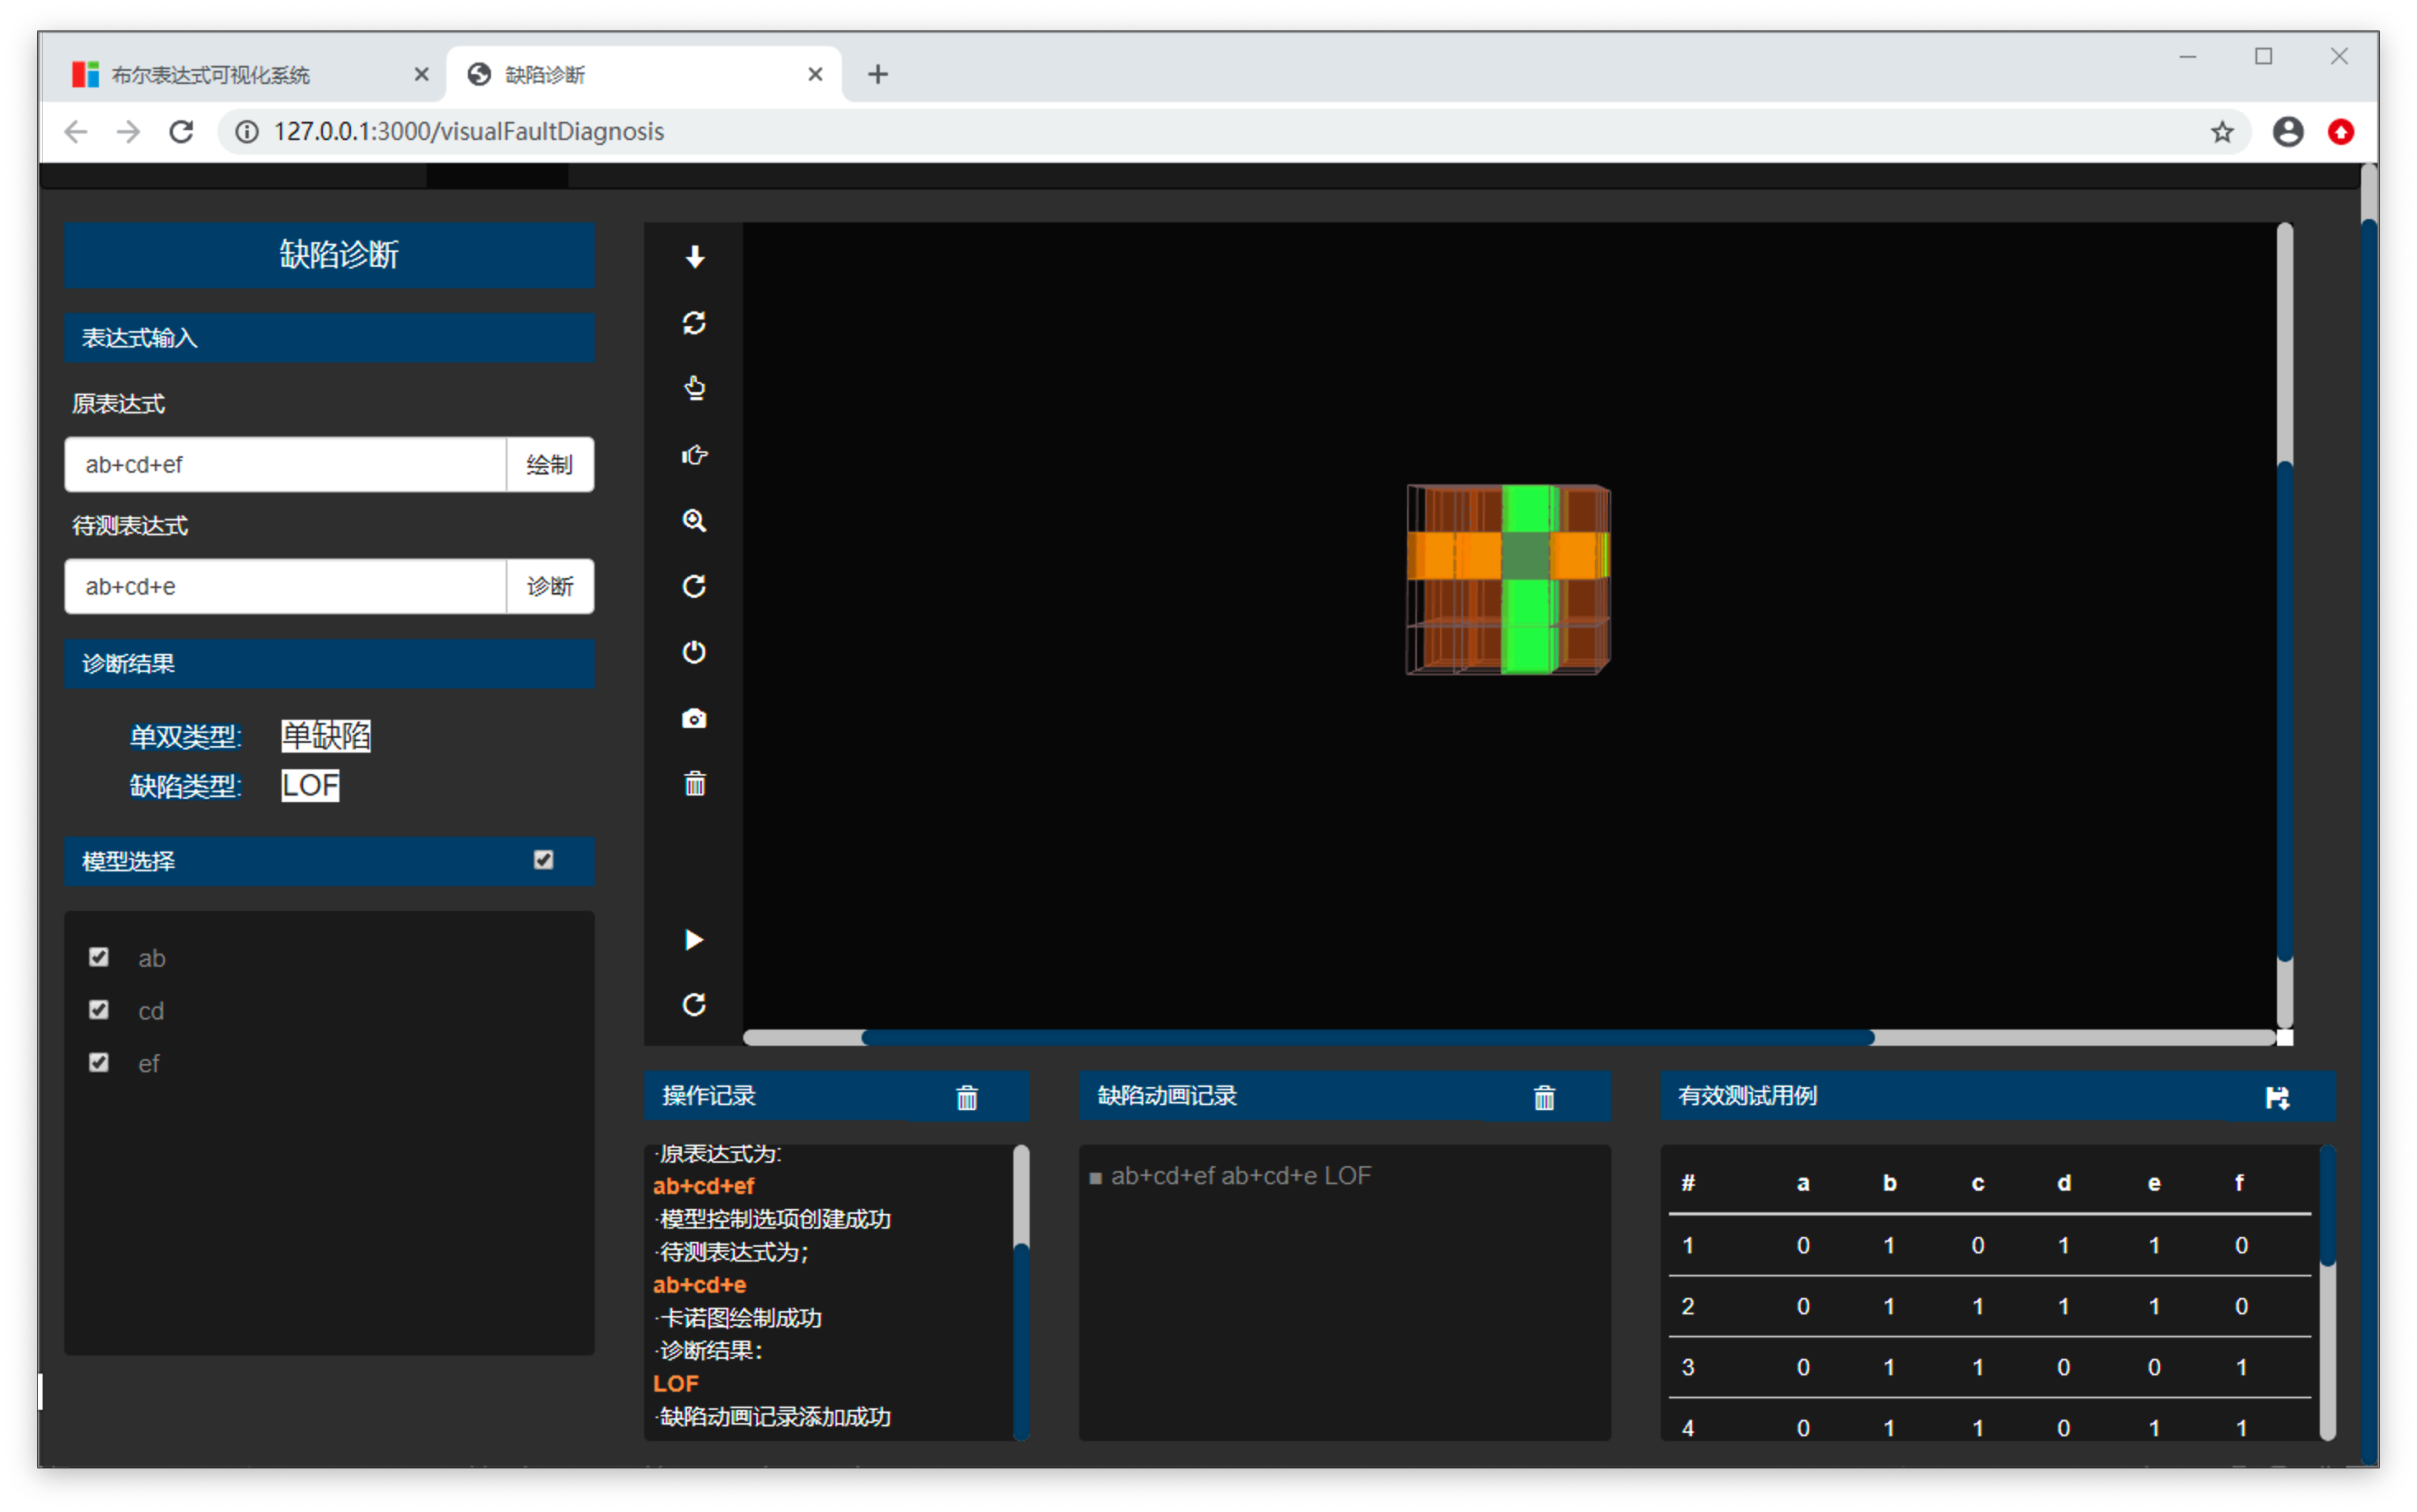 布尔表达式可视化系统
缺陷诊断
127.0.0.1:3000/visualFaultDiagnosis
缺陷诊断
表达式输入
原表达式
ab+cd+ef 绘制
待测表达式
ab+cd+e 诊断
诊断结果
单双类型: 单缺陷
缺陷类型: LOF
模型选择
ab
cd
ef
操作记录
·原表达式为:
ab+cd+ef
·模型控制选项创建成功
·待测表达式为；
ab+cd+e
·卡诺图绘制成功
·诊断结果：
LOF
·缺陷动画记录添加成功
缺陷动画记录
ab+cd+ef ab+cd+e LOF
有效测试用例
# a b c d e f
1 0 1 0 1 1 0
2 0 1 1 1 1 0
3 0 1 1 0 0 1
4 0 1 1 0 1 1